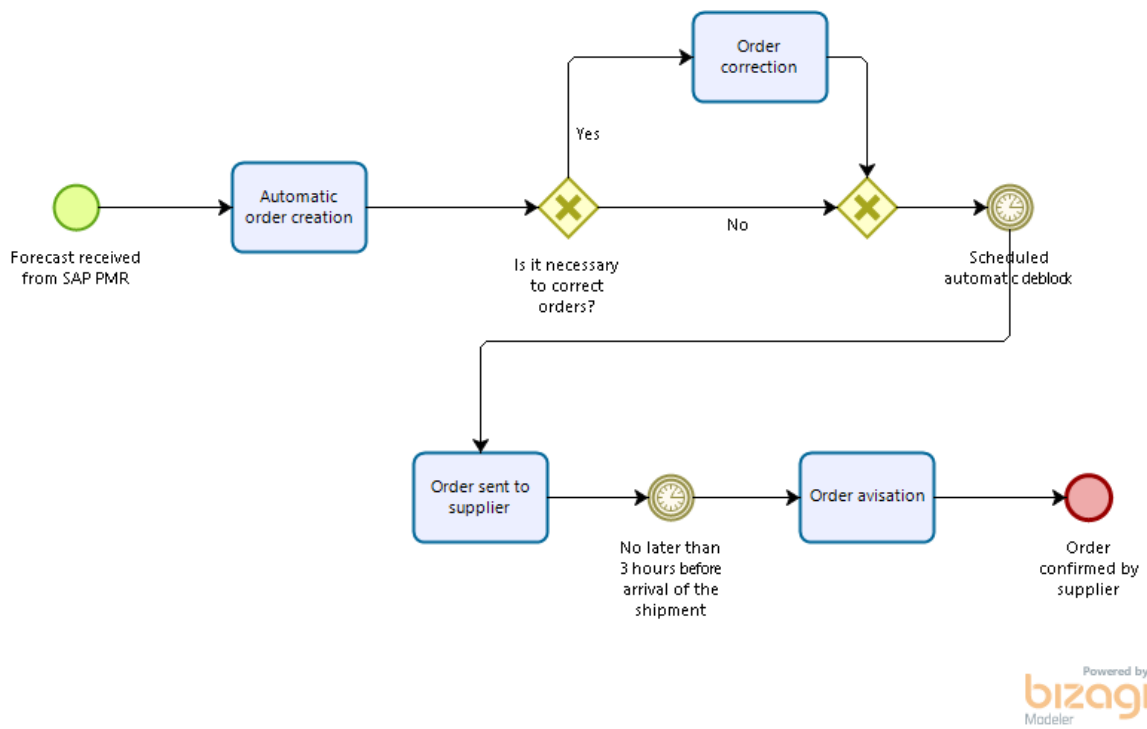 Order
correction
Yes
Automatic
order creation
No
Forecast received
from SAP PMR
Is it necessary
to correct
orders?
Scheduled
automatic deblock
Order sent to
supplier
Order avisation
No later than
3 hours before
arrival of the
shipment
Order
confirmed by
supplier
Powered by
bizagi
Modeler